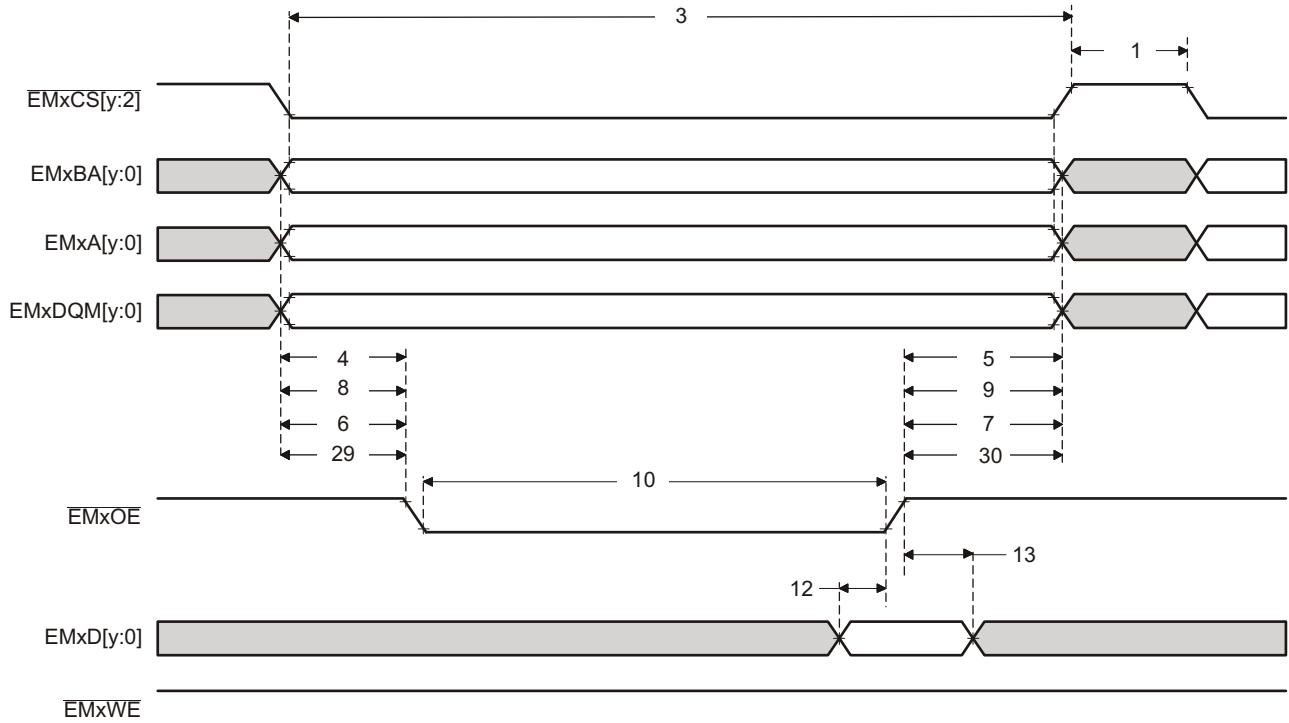 3
1
EMxCS[y:2]
EMxBA[y:0]
EMxA[y:0]
EMxDQM[y:0]
4 5
8 9
6 7
29 30
10
EMxOE
13
12
EMxD[y:0]
EMxWE